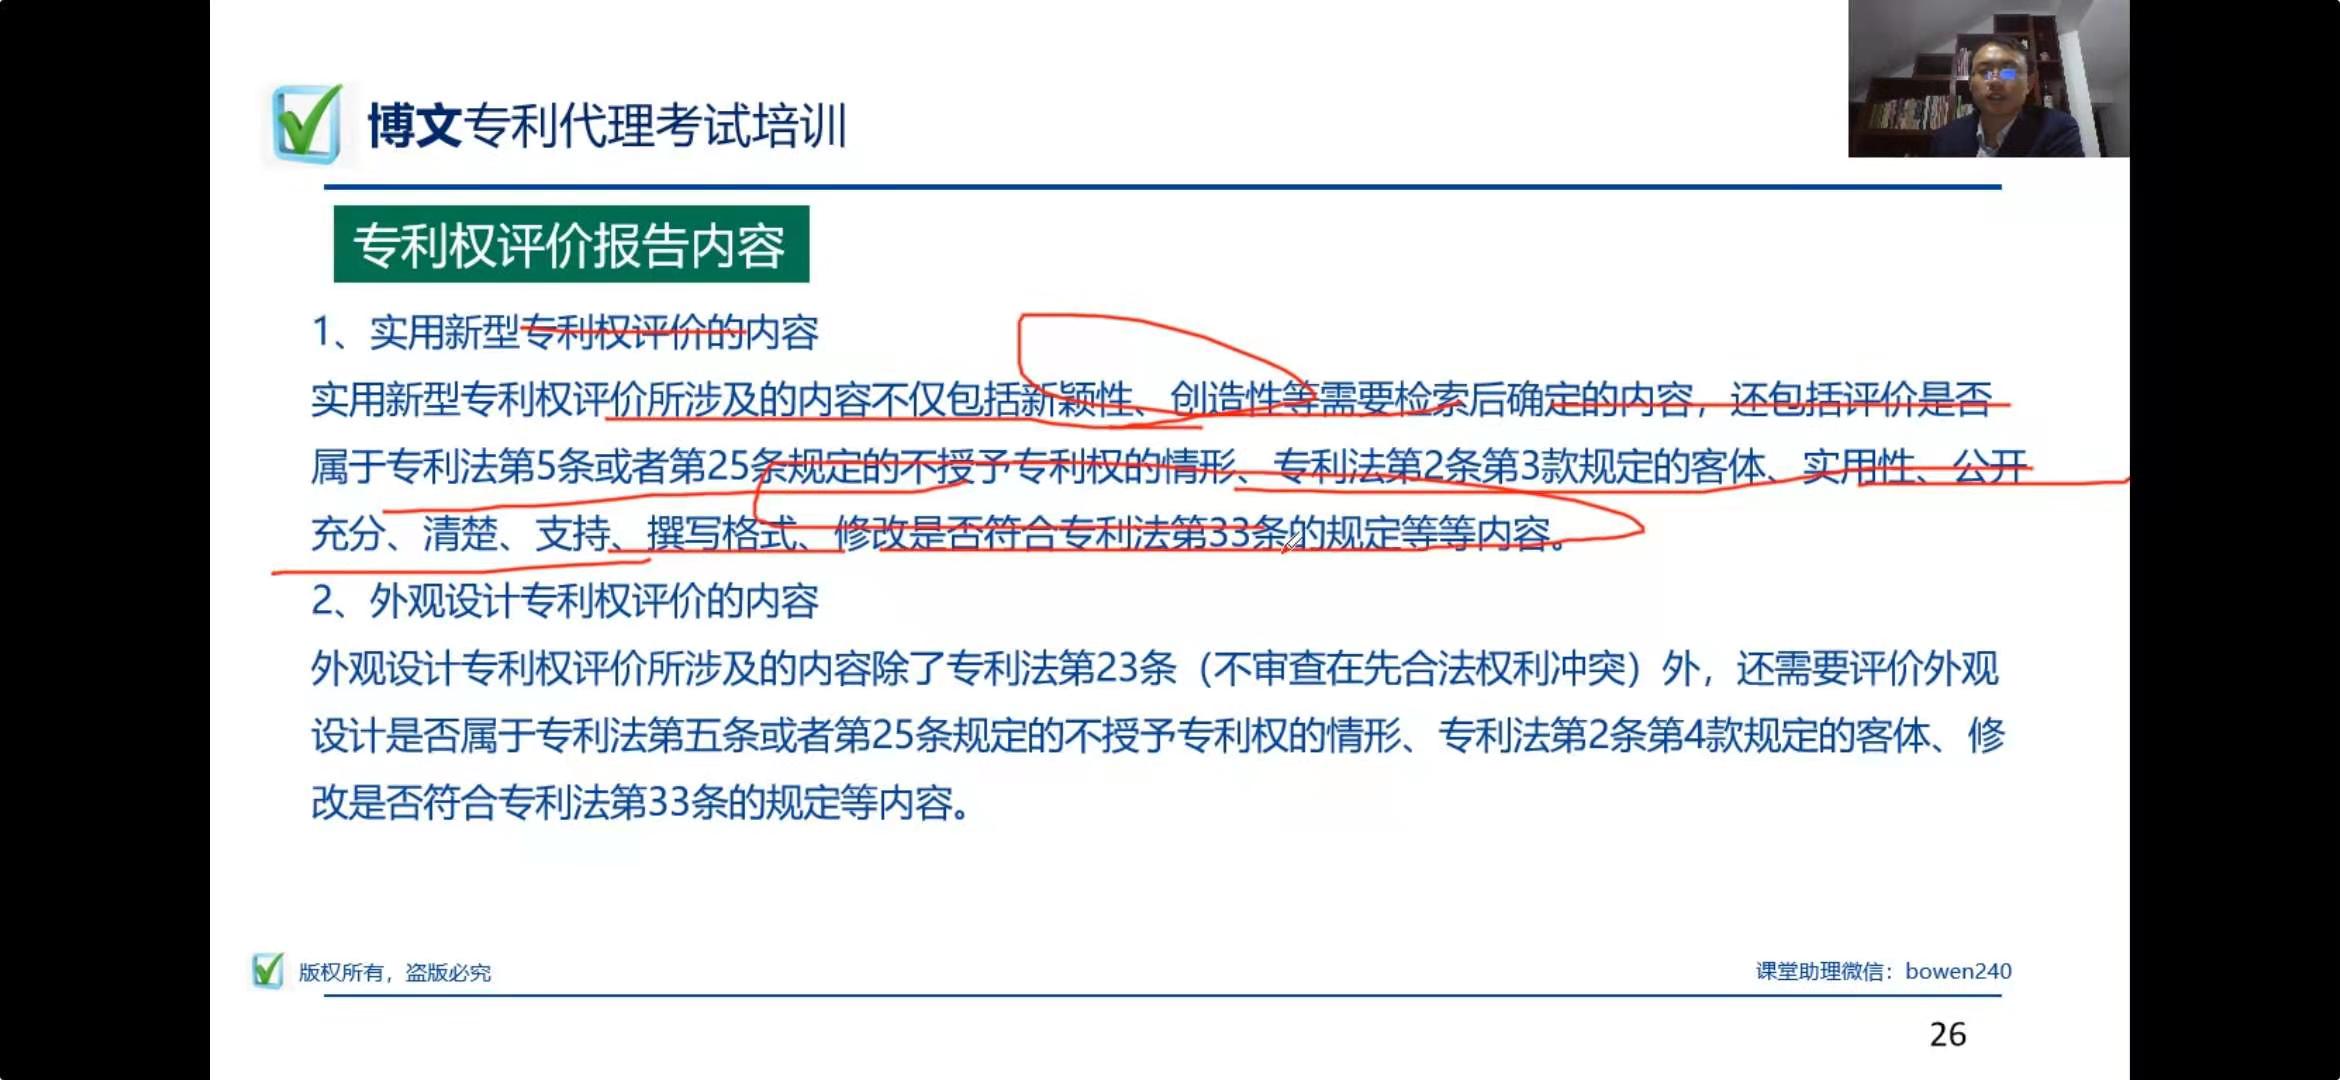 博文专利代理考试培训
专利权评价报告内容
1、实用新型专利权评价的内容
实用新型专利权评价所涉及的内容不仅包括新颖性、创造性等需要检索后确定的内容，还包括评价是否
属于专利法第5条或者第25条规定的不授予专利权的情形、专利法第2条第3款规定的客体、实用性、公开
充分、清楚、支持、撰写格式、修改是否符合专利法第33条的规定等等内容。
2、外观设计专利权评价的内容
外观设计专利权评价所涉及的内容除了专利法第23条（不审查在先合法权利冲突）外，还需要评价外观
设计是否属于专利法第五条或者第25条规定的不授予专利权的情形、专利法第2条第4款规定的客体、修
改是否符合专利法第33条的规定等内容。
版权所有，盗版必究
课堂助理微信：bowen240
26